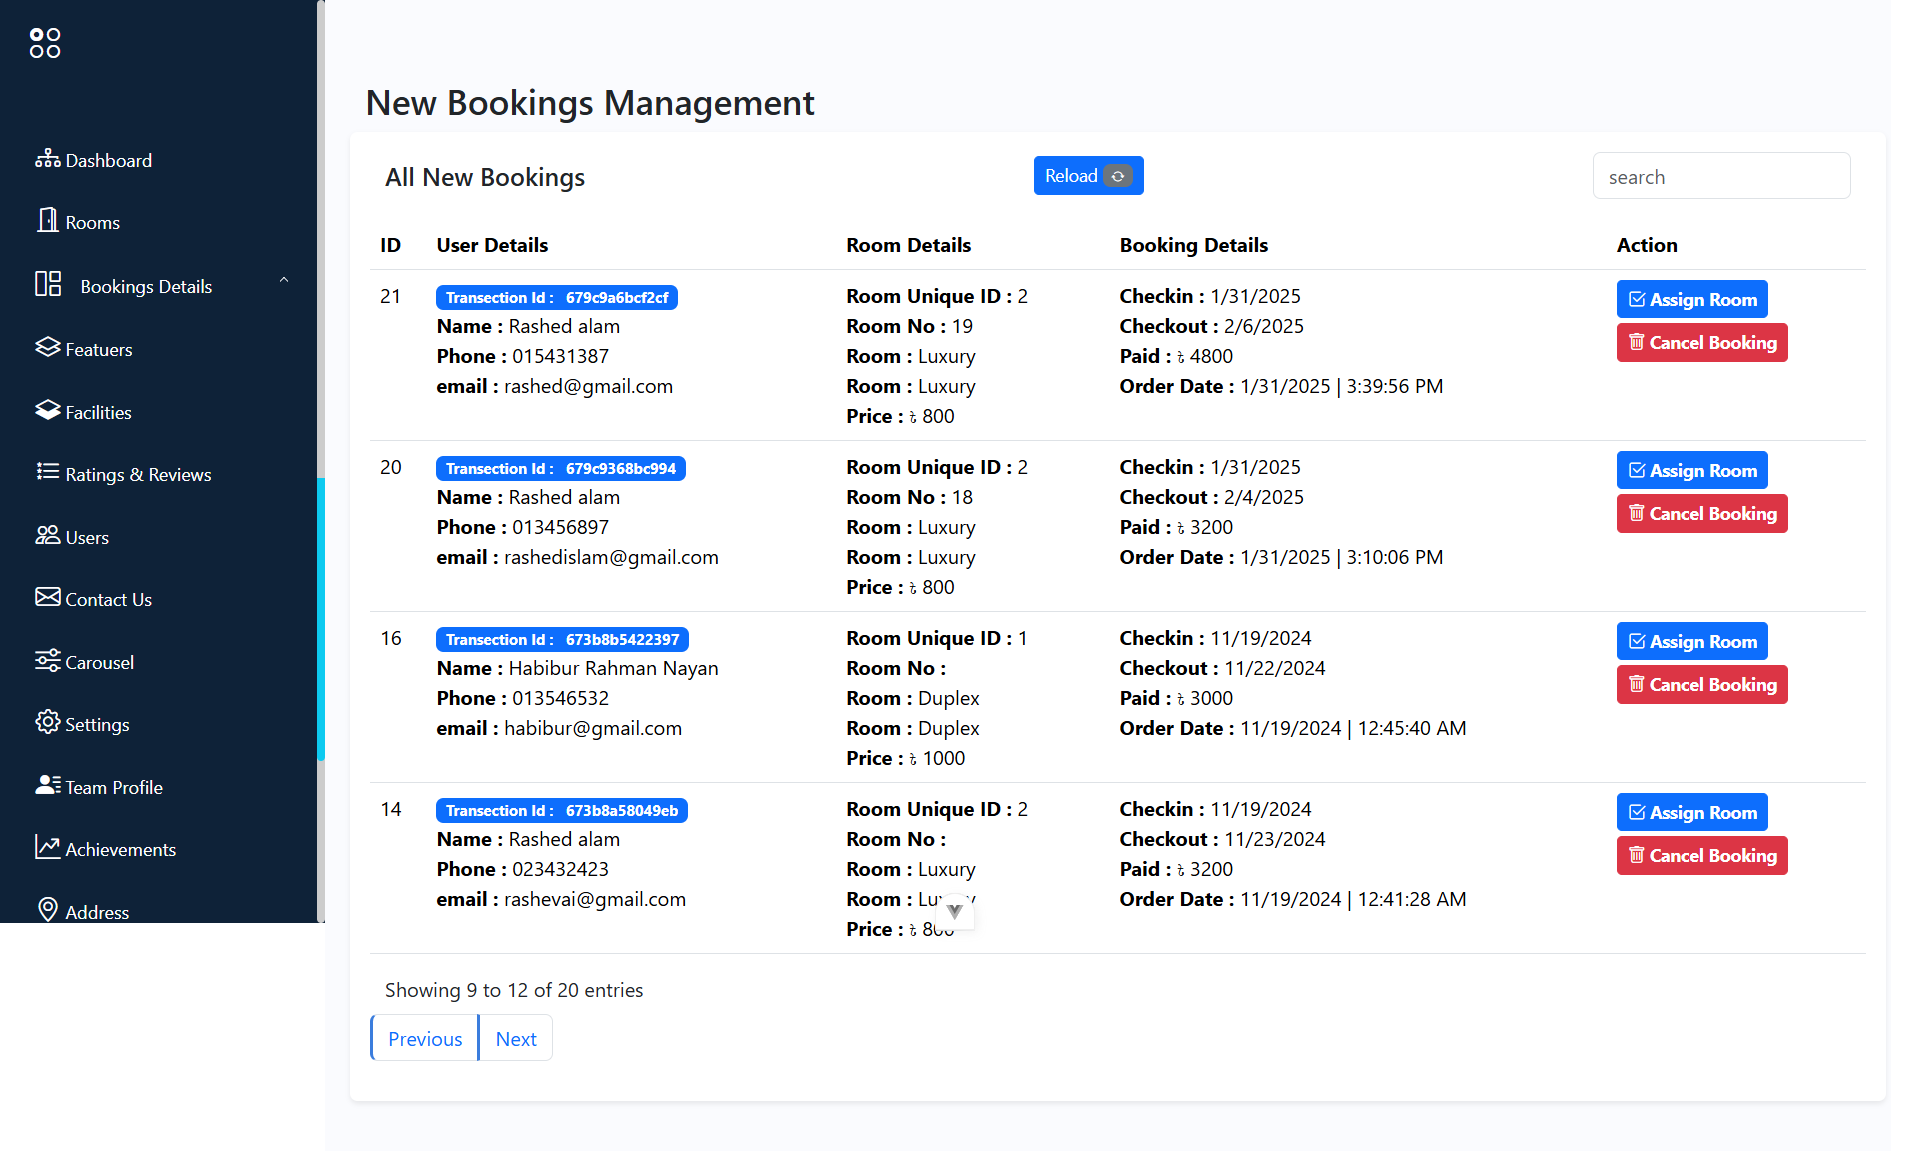 Dashboard
Rooms
Bookings Details
Featuers
Facilities
Ratings & Reviews
Users
Contact Us
Carousel
Settings
Team Profile
Achievements
Address
New Bookings Management
All New Bookings
Reload
search
ID User Details Room Details Booking Details Action
21
Transection Id : 679c9a6bcf2cf
Name : Rashed alam
Phone : 015431387
email : rashed@gmail.com
Room Unique ID : 2
Room No : 19
Room : Luxury
Room : Luxury
Price : ৳ 800
Checkin : 1/31/2025
Checkout : 2/6/2025
Paid : ৳ 4800
Order Date : 1/31/2025 | 3:39:56 PM
Assign Room
Cancel Booking
20
Transection Id : 679c9368bc994
Name : Rashed alam
Phone : 013456897
email : rashedislam@gmail.com
Room Unique ID : 2
Room No : 18
Room : Luxury
Room : Luxury
Price : ৳ 800
Checkin : 1/31/2025
Checkout : 2/4/2025
Paid : ৳ 3200
Order Date : 1/31/2025 | 3:10:06 PM
Assign Room
Cancel Booking
16
Transection Id : 673b8b5422397
Name : Habibur Rahman Nayan
Phone : 013546532
email : habibur@gmail.com
Room Unique ID : 1
Room No :
Room : Duplex
Room : Duplex
Price : ৳ 1000
Checkin : 11/19/2024
Checkout : 11/22/2024
Paid : ৳ 3000
Order Date : 11/19/2024 | 12:45:40 AM
Assign Room
Cancel Booking
14
Transection Id : 673b8a58049eb
Name : Rashed alam
Phone : 023432423
email : rashevai@gmail.com
Room Unique ID : 2
Room No :
Room : Luxury
Room : Luxury
Price : ৳ 800
Checkin : 11/19/2024
Checkout : 11/23/2024
Paid : ৳ 3200
Order Date : 11/19/2024 | 12:41:28 AM
Assign Room
Cancel Booking
Showing 9 to 12 of 20 entries
Previous Next